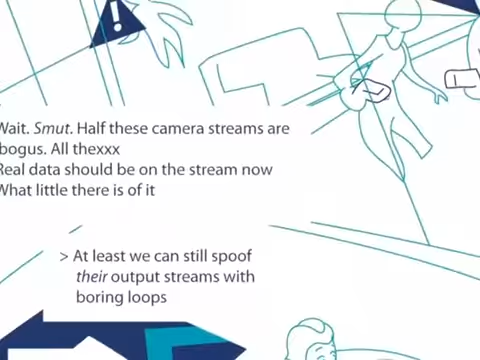 Wait. Smut. Half these camera streams are
bogus. All thexxx
Real data should be on the stream now
What little there is of it
> At least we can still spoof
their output streams with
boring loops